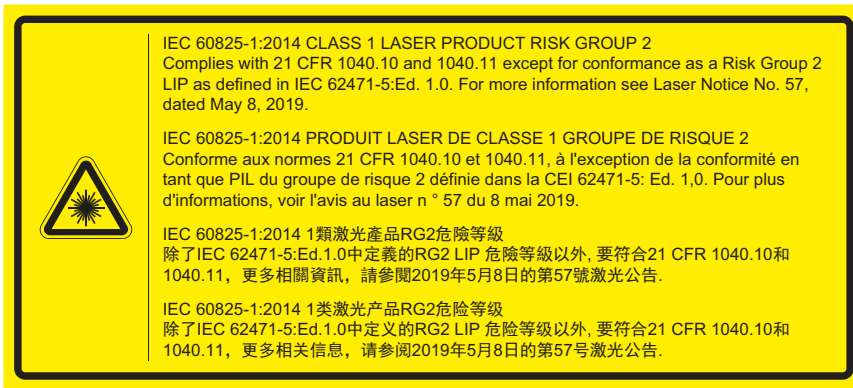 IEC 60825-1:2014 CLASS 1 LASER PRODUCT RISK GROUP 2
Complies with 21 CFR 1040.10 and 1040.11 except for conformance as a Risk Group 2
LIP as defined in IEC 62471-5:Ed. 1.0. For more information see Laser Notice No. 57,
dated May 8, 2019.
IEC 60825-1:2014 PRODUIT LASER DE CLASSE 1 GROUPE DE RISQUE 2
Conforme aux normes 21 CFR 1040.10 et 1040.11, à l'exception de la conformité en
tant que PIL du groupe de risque 2 définie dans la CEI 62471-5: Ed. 1,0. Pour plus
d'informations, voir l'avis au laser n ° 57 du 8 mai 2019.
IEC 60825-1:2014 1類激光產品RG2危險等級
除了IEC 62471-5:Ed.1.0中定義的RG2 LIP 危險等級以外, 要符合21 CFR 1040.10和
1040.11，更多相關資訊，請參閱2019年5月8日的第57號激光公告.
IEC 60825-1:2014 1类激光产品RG2危险等级
除了IEC 62471-5:Ed.1.0中定义的RG2 LIP 危险等级以外, 要符合21 CFR 1040.10和
1040.11，更多相关信息，请参阅2019年5月8日的第57号激光公告.